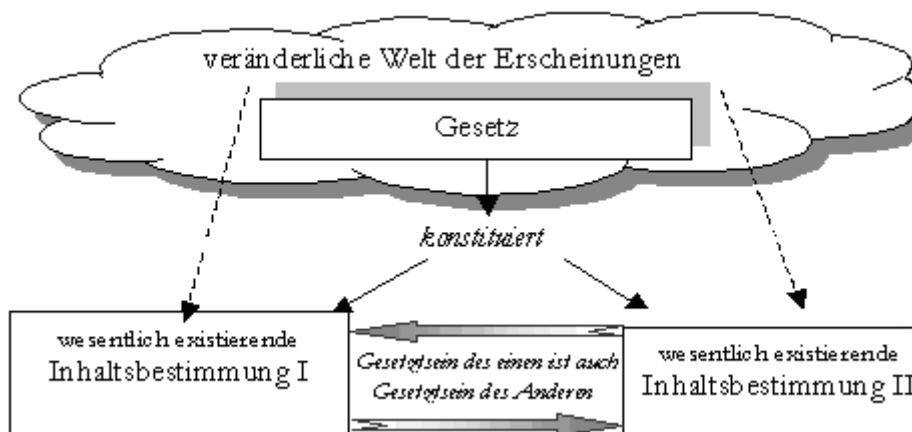 veränderliche Welt der Erscheinungen
Gesetz
konstituiert
wesentlich existierende
Inhaltsbestimmung I
Gesetztsein des einen ist auch
Gesetztsein des Anderen
wesentlich existierende
Inhaltsbestimmung II